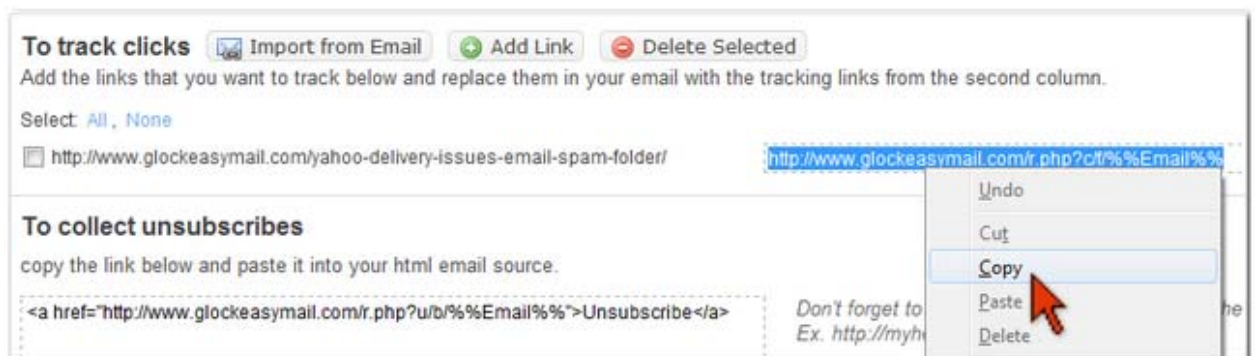 To track clicks Import from Email Add Link Delete Selected
Add the links that you want to track below and replace them in your email with the tracking links from the second column.
Select: All, None
http://www.glockeasymail.com/yahoo-delivery-issues-email-spam-folder/ http://www.glockeasymail.com/r.php?c/f/%%Email%%
Undo
To collect unsubscribes
Cut
copy the link below and paste it into your html email source.
Copy
<a href="http://www.glockeasymail.com/r.php?u/b/%%Email%%">Unsubscribe</a> Don't forget to
Paste
Ex. http://myh
Delete